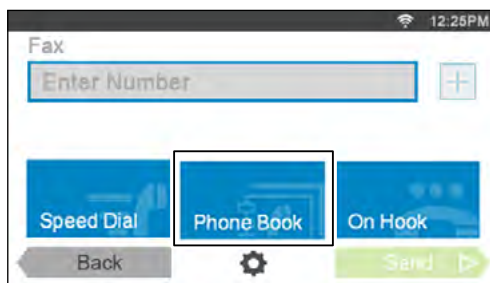 12:25PM
Fax
Enter Number
Speed Dial Phone Book On Hook
Back Send